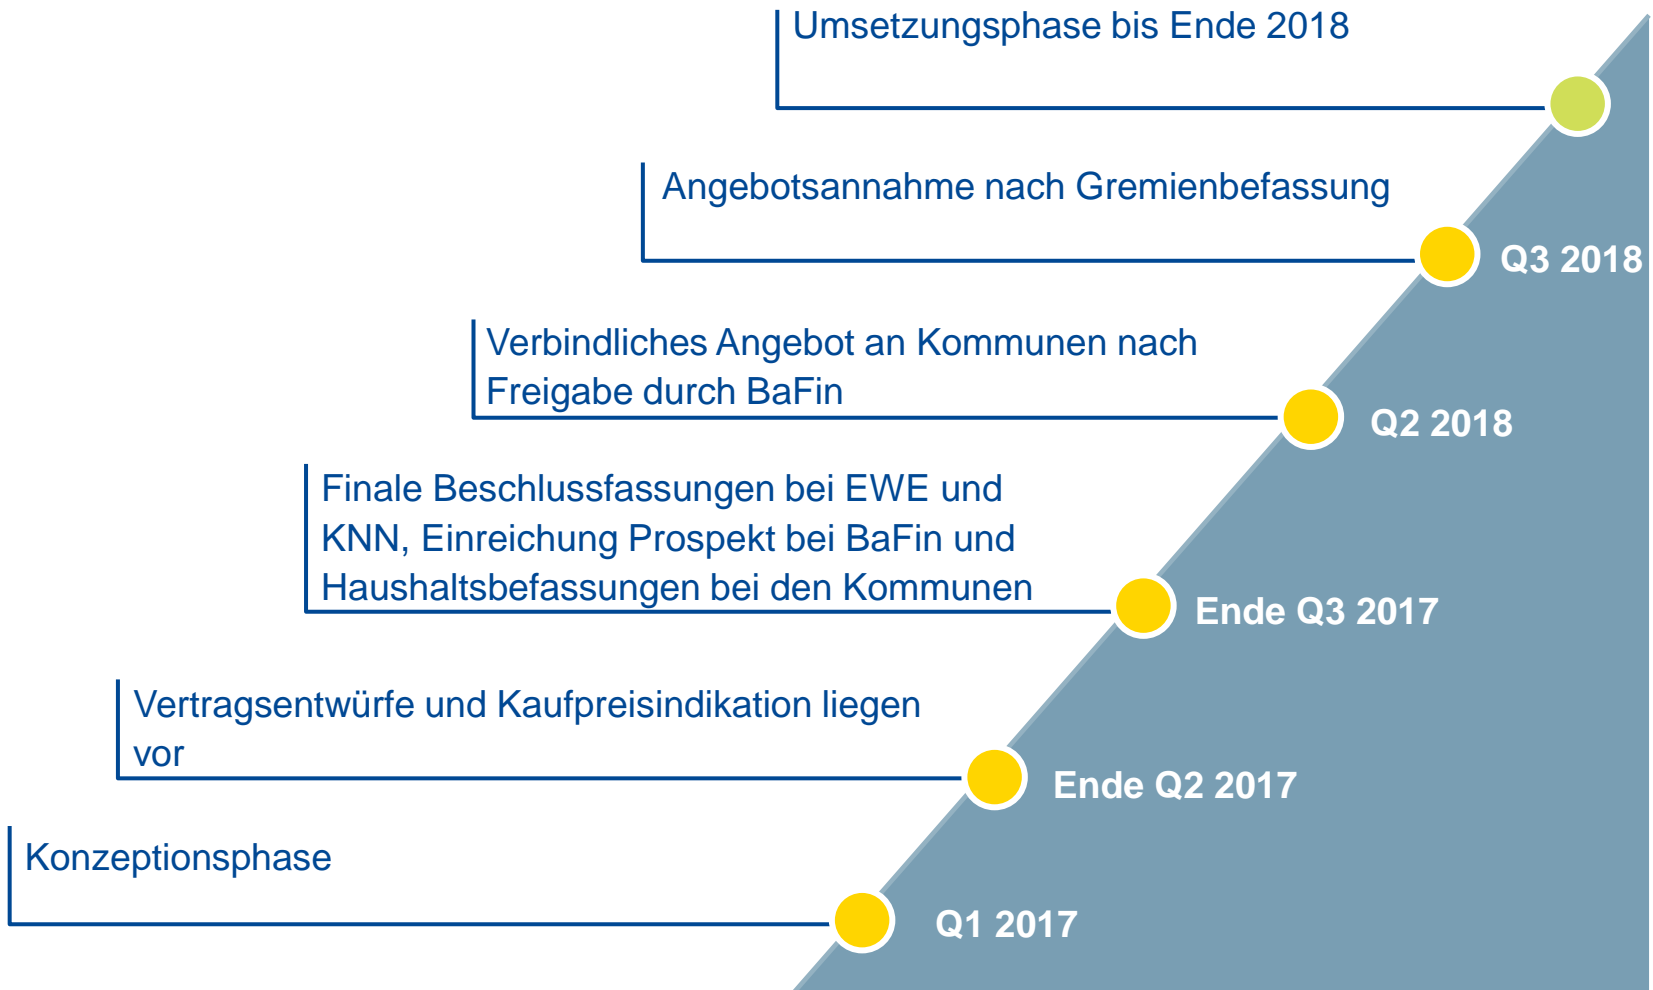 Umsetzungsphase bis Ende 2018
Angebotsannahme nach Gremienbefassung
Q3 2018
Verbindliches Angebot an Kommunen nach
Freigabe durch BaFin
Q2 2018
Finale Beschlussfassungen bei EWE und
KNN, Einreichung Prospekt bei BaFin und
Haushaltsbefassungen bei den Kommunen
Ende Q3 2017
Vertragsentwürfe und Kaufpreisindikation liegen
vor
Ende Q2 2017
Konzeptionsphase
Q1 2017